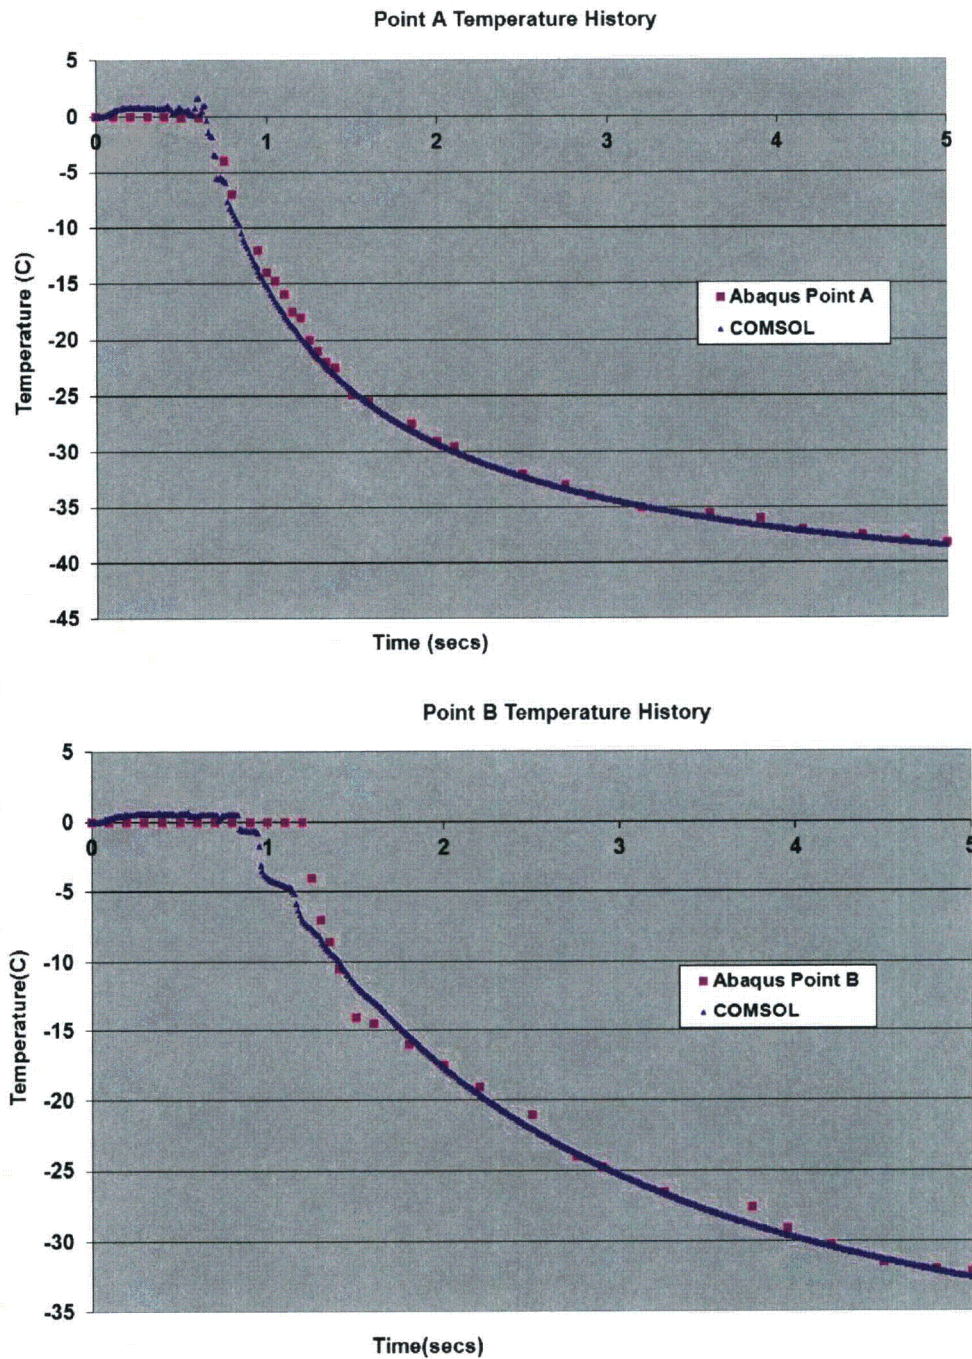 Point A Temperature History
5
0
0 1 2 3 4 5
-5
-10
-15
-20
-25
-30
-35
-40
-45
Temperature (C)
Abaqus Point A
COMSOL
Time (secs)
Point B Temperature History
5
0
0 1 2 3 4 5
-5
-10
-15
-20
-25
-30
-35
Temperature(C)
Abaqus Point B
COMSOL
Time(secs)